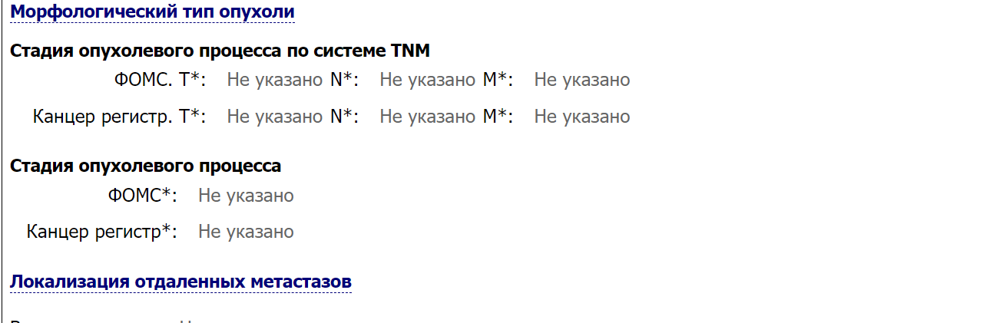 Морфологический тип опухоли
Стадия опухолевого процесса по системе TNM
ФОМС. T*: Не указано N*: Не указано M*: Не указано
Канцер регистр. T*: Не указано N*: Не указано M*: Не указано
Стадия опухолевого процесса
ФОМС*: Не указано
Канцер регистр*: Не указано
Локализация отдаленных метастазов